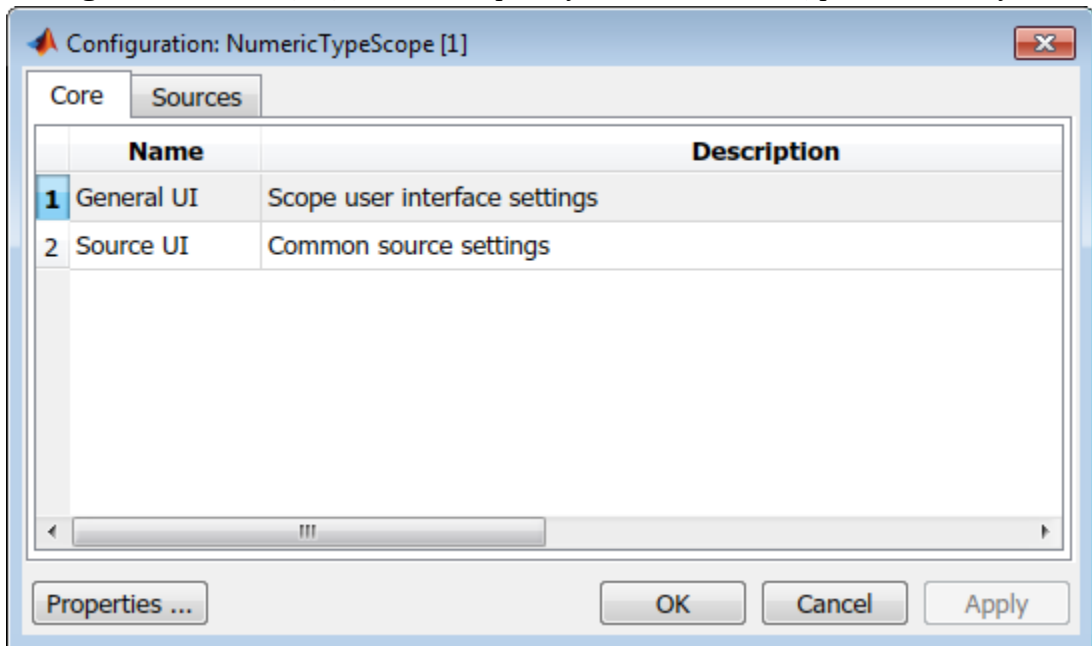 Configuration: NumericTypeScope [1]
Core Sources
Name Description
1 General UI Scope user interface settings
2 Source UI Common source settings
Properties ... OK Cancel Apply